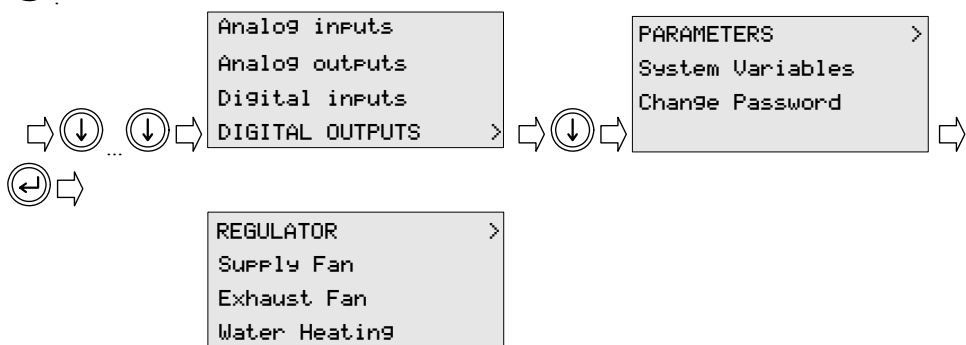 Analog inputs
Analog outputs
Digital inputs
DIGITAL OUTPUTS >
...
PARAMETERS >
System Variables
Change Password
REGULATOR >
Supply Fan
Exhaust Fan
Water Heating